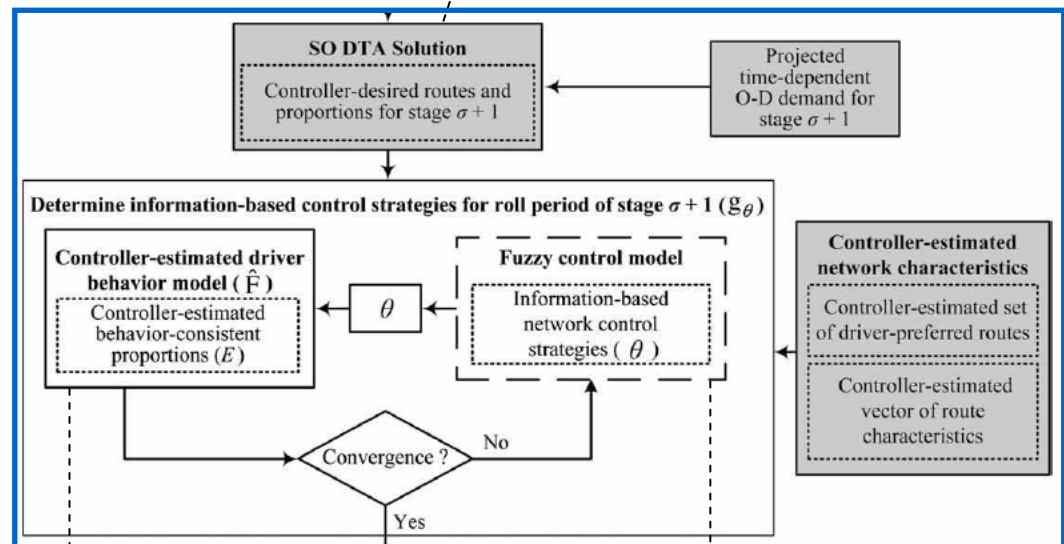 SO DTA Solution
Controller-desired routes and
proportions for stage σ + 1
Projected
time-dependent
O-D demand for
stage σ + 1
Determine information-based control strategies for roll period of stage σ + 1 (gθ)
Controller-estimated driver
behavior model ( F̂ )
Controller-estimated
behavior-consistent
proportions (E)
θ
Fuzzy control model
Information-based
network control
strategies ( θ )
Controller-estimated
network characteristics
Controller-estimated set
of driver-preferred routes
Controller-estimated
vector of route
characteristics
Convergence ?
No
Yes